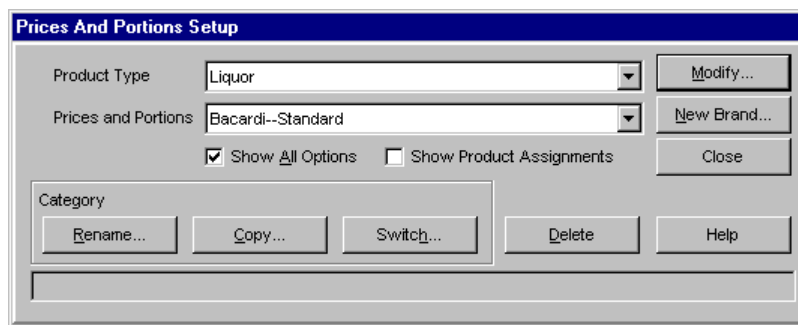 Prices And Portions Setup
Product Type Liquor Modify...
Prices and Portions Bacardi--Standard New Brand...
Show All Options Show Product Assignments Close
Category
Rename... Copy... Switch... Delete Help